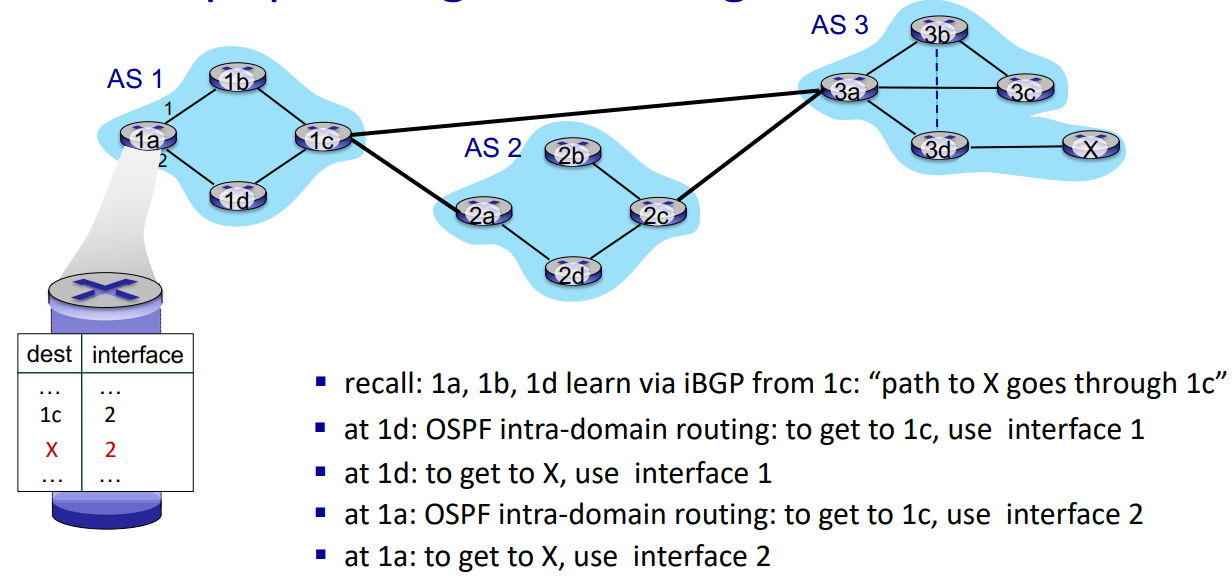 AS 3
3b
AS 1
1b
3a
3c
1
1a
1c
AS 2
2b
3d
X
2
1d
2a
2c
2d
dest interface
... ...
1c 2
X 2
... ...
▪ recall: 1a, 1b, 1d learn via iBGP from 1c: “path to X goes through 1c”
▪ at 1d: OSPF intra-domain routing: to get to 1c, use interface 1
▪ at 1d: to get to X, use interface 1
▪ at 1a: OSPF intra-domain routing: to get to 1c, use interface 2
▪ at 1a: to get to X, use interface 2